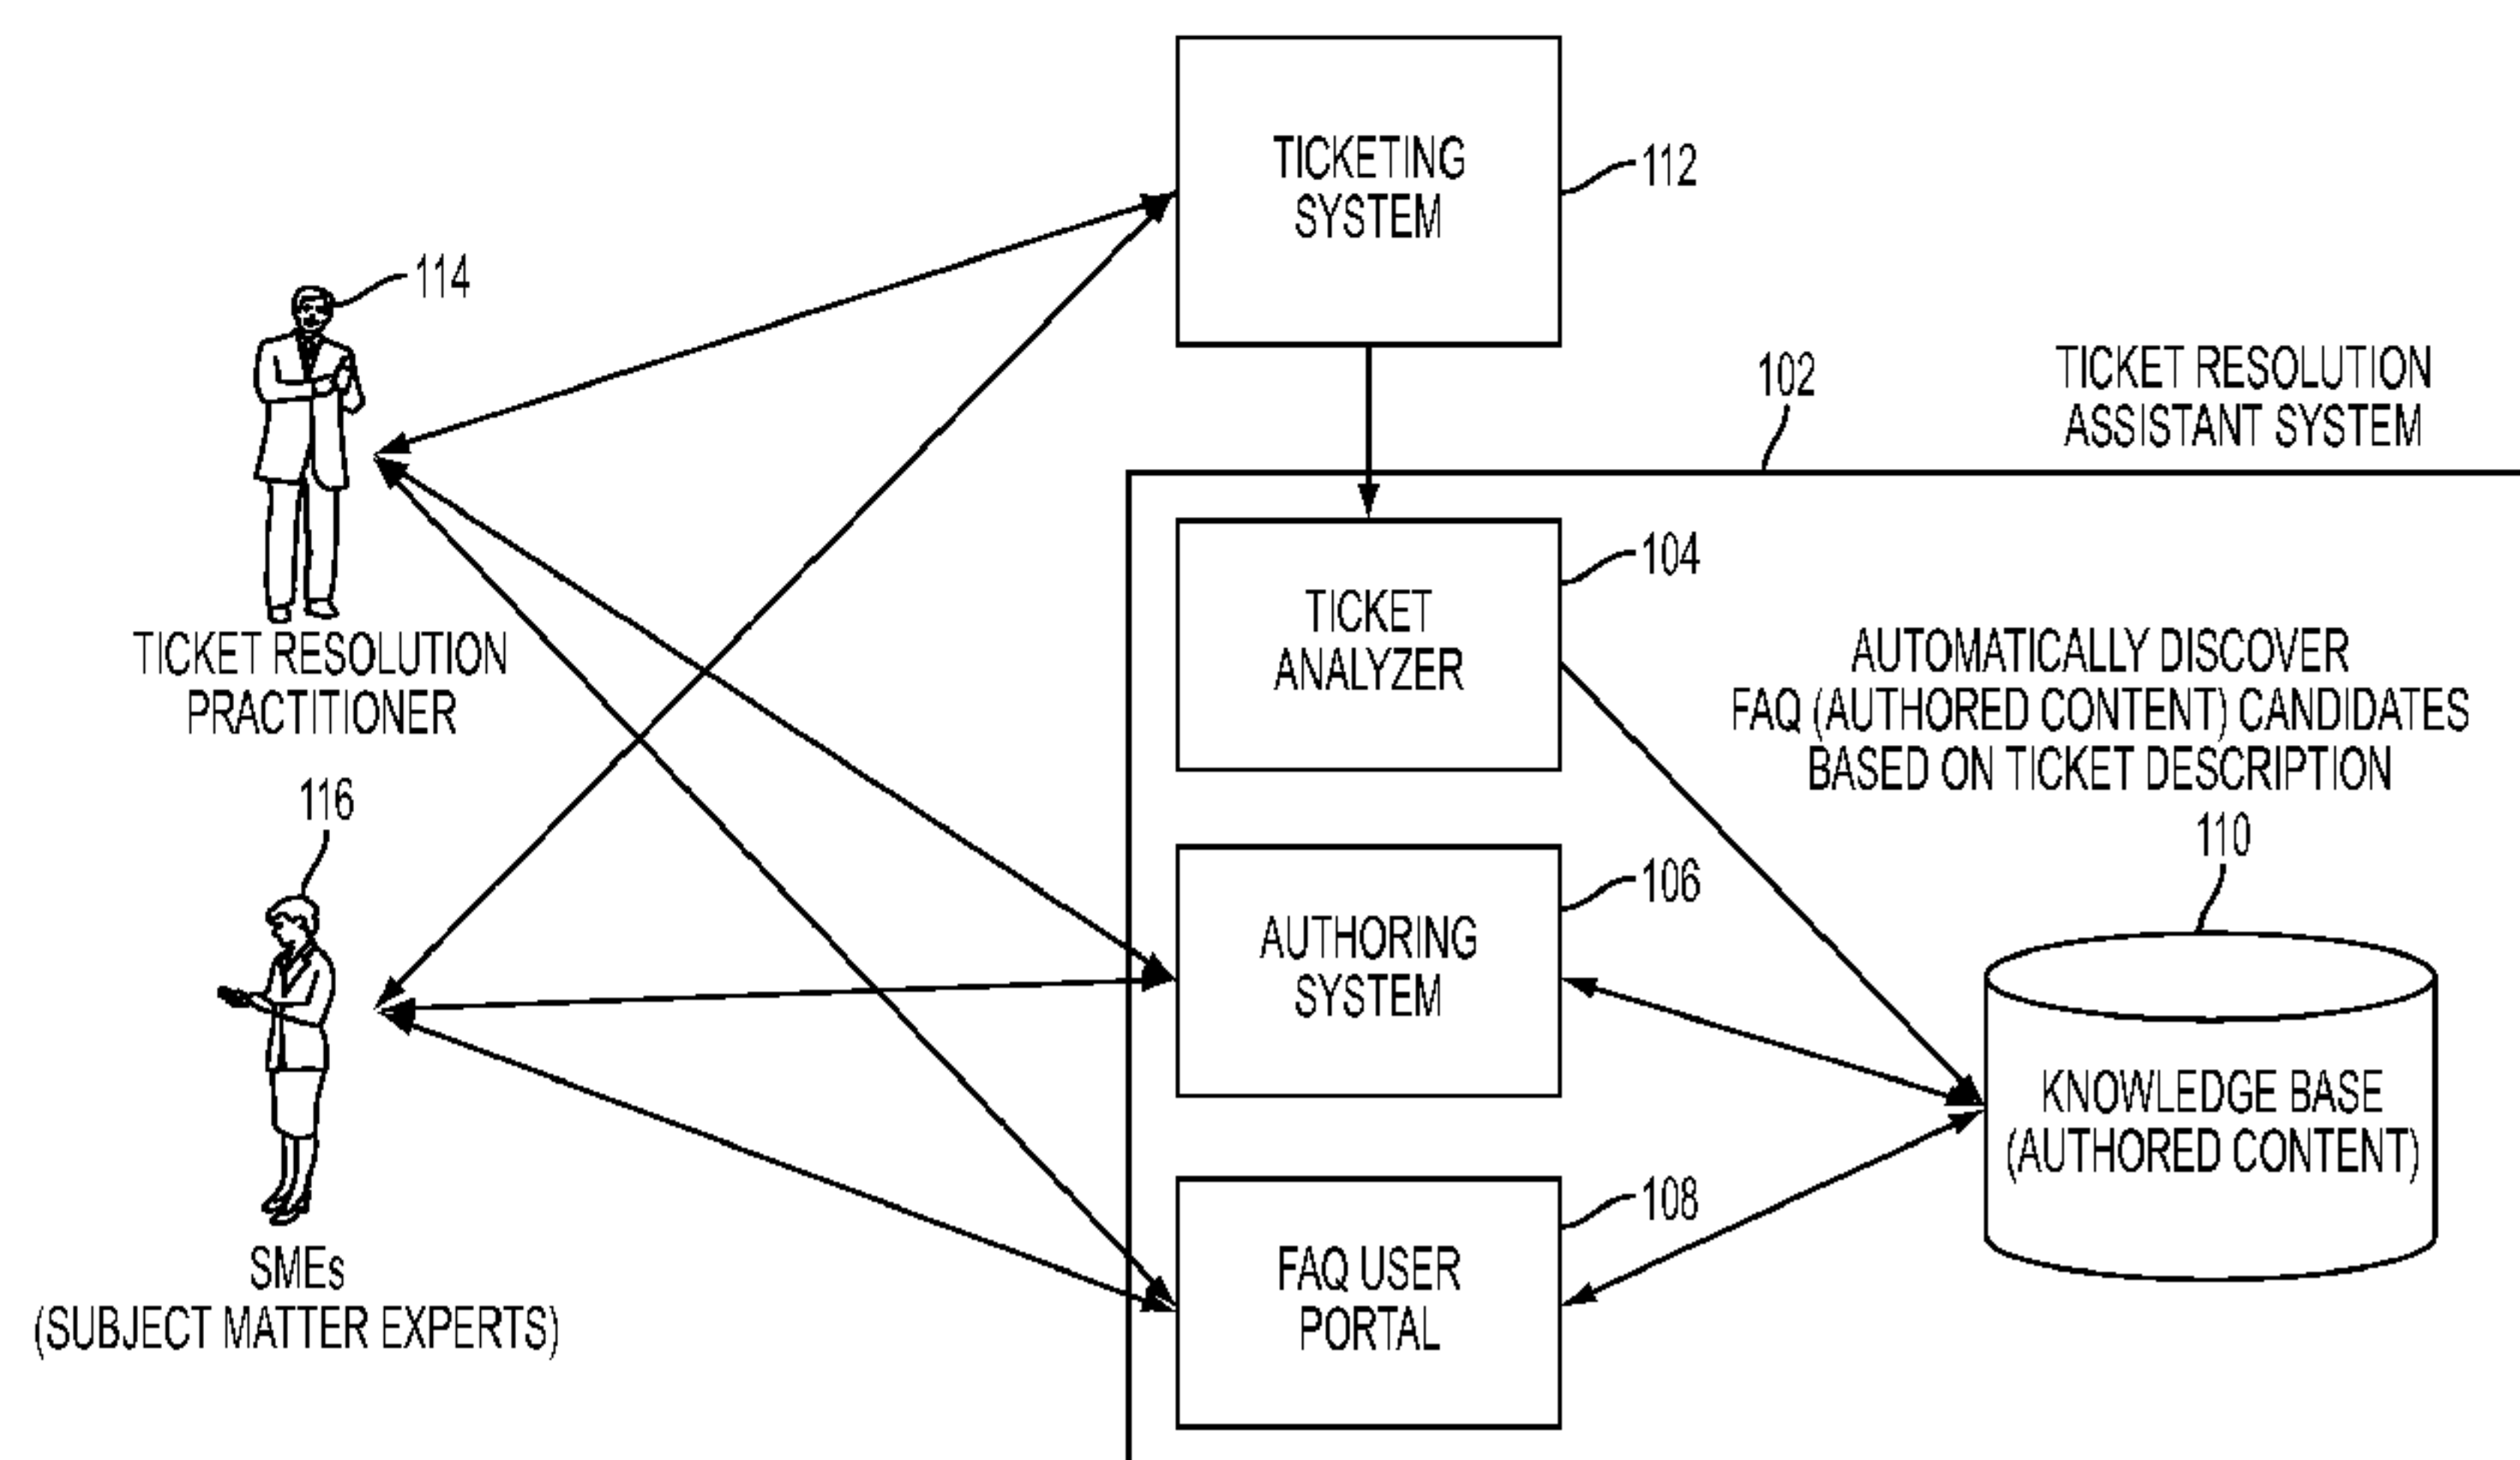 TICKETING
SYSTEM
112
114
102
TICKET RESOLUTION
ASSISTANT SYSTEM
TICKET
ANALYZER
104
TICKET RESOLUTION
PRACTITIONER
AUTOMATICALLY DISCOVER
FAQ (AUTHORED CONTENT) CANDIDATES
BASED ON TICKET DESCRIPTION
116
110
AUTHORING
SYSTEM
106
KNOWLEDGE BASE
(AUTHORED CONTENT)
FAQ USER
PORTAL
108
SMEs
(SUBJECT MATTER EXPERTS)